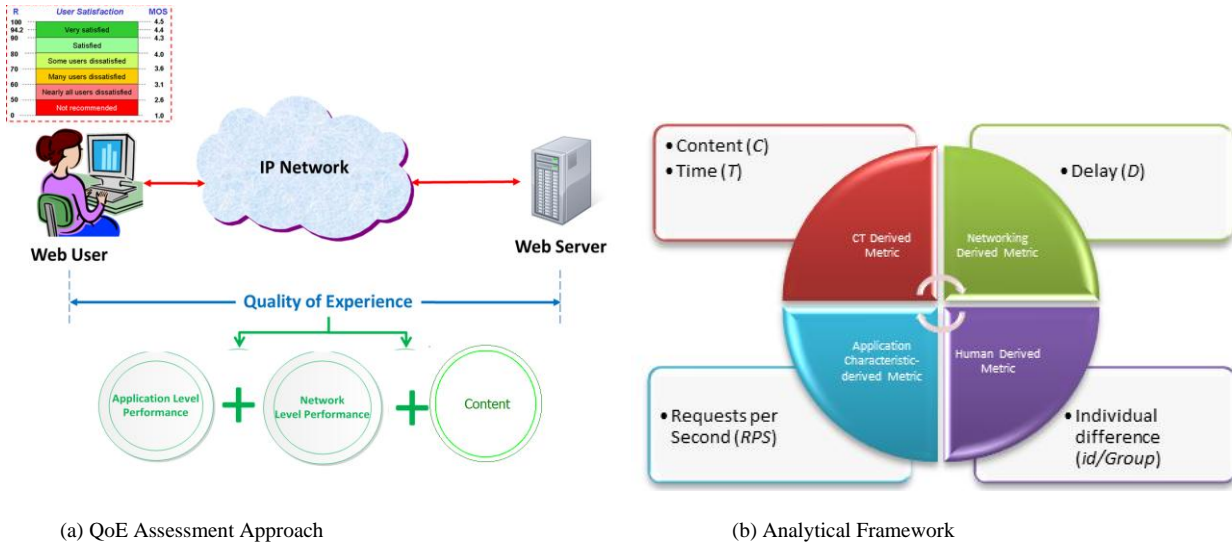 R User Satisfaction MOS
100 4.5
94.2 Very satisfied 4.4
90 4.3
Satisfied
80 4.0
Some users dissatisfied
70 3.6
Many users dissatisfied
60 3.1
Nearly all users dissatisfied
50 2.6
Not recommended
0 1.0
IP Network
Web User
Web Server
Quality of Experience
Application Level
Performance
+
Network
Level Performance
+
Content
(a) QoE Assessment Approach
• Content (C)
• Time (T)
• Delay (D)
CT Derived
Metric
Networking
Derived Metric
Application
Characteristic-
derived Metric
Human Derived
Metric
• Requests per
Second (RPS)
• Individual
difference
(id/Group)
(b) Analytical Framework